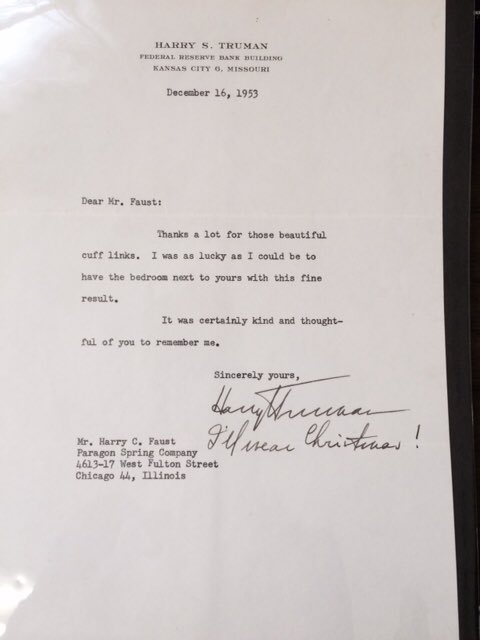 HARRY S. TRUMAN
FEDERAL RESERVE BANK BUILDING
KANSAS CITY 6, MISSOURI
December 16, 1953
Dear Mr. Faust:
Thanks a lot for those beautiful
cuff links. I was as lucky as I could be to
have the bedroom next to yours with this fine
result.
It was certainly kind and thought-
ful of you to remember me.
Sincerely yours,
Harry Truman
I'll wear Christmas!
Mr. Harry C. Faust
Paragon Spring Company
4613-17 West Fulton Street
Chicago 44, Illinois